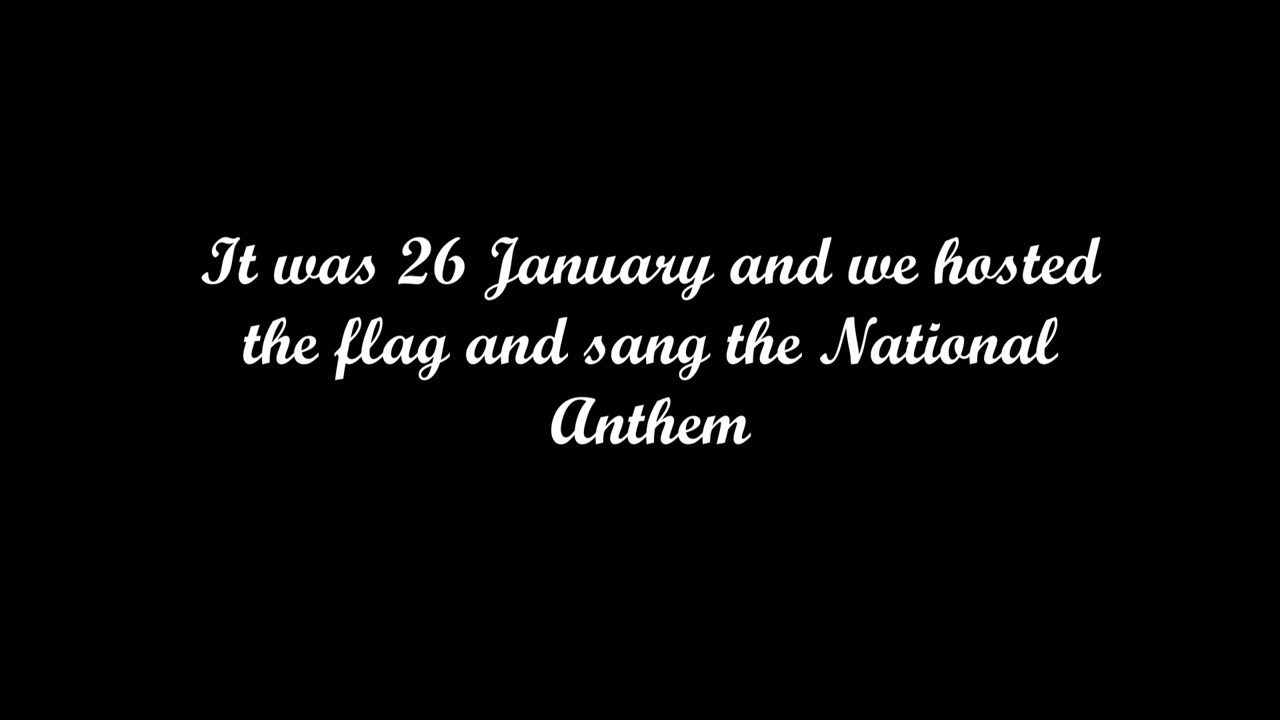 It was 26 January and we hosted
the flag and sang the National
Anthem